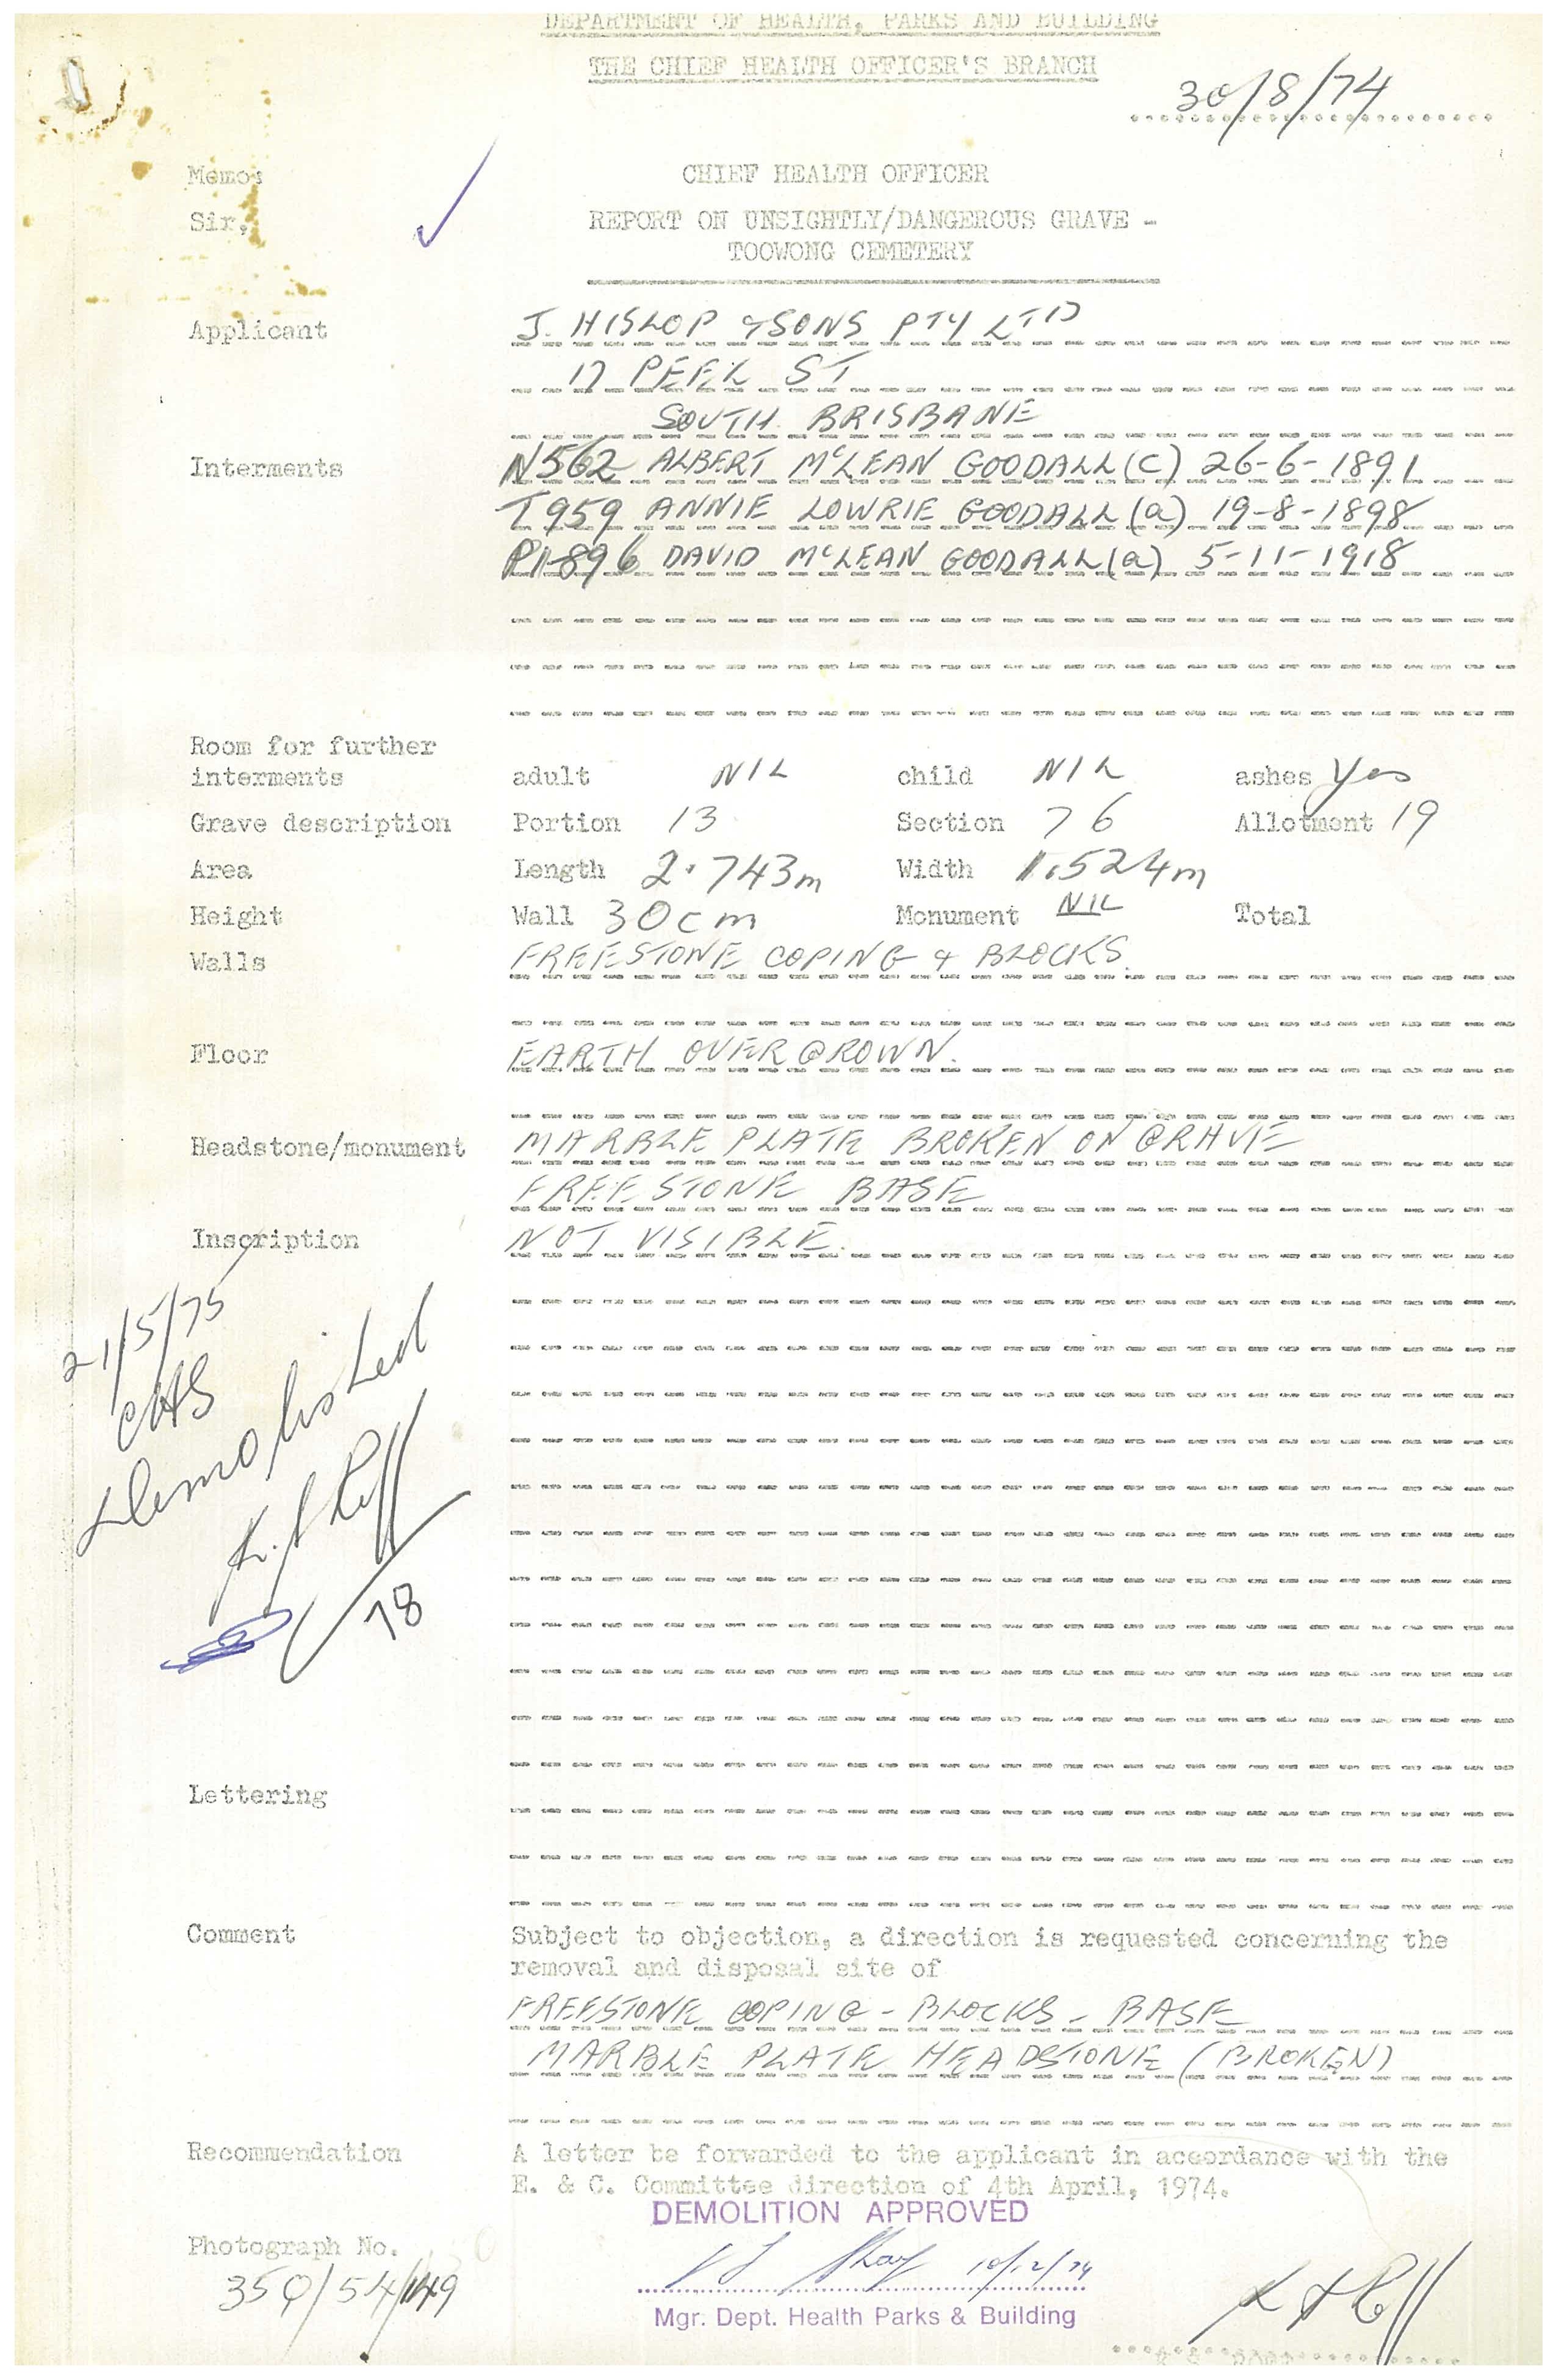 DEPARTMENT OF HEALTH, PARKS AND BUILDING
THE CHIEF HEALTH OFFICER'S BRANCH
30/8/74
Memo:
CHIEF HEALTH OFFICER
Sir,
REPORT ON UNSIGHTLY/DANGEROUS GRAVE -
TOOWONG CEMETERY
Applicant J. HISLOP & SONS PTY LTD
17 PEEL ST
SOUTH BRISBANE
Interments N562 ALBERT McLEAN GOODALL (C) 26-6-1891
T959 ANNIE LOWRIE GOODALL (a) 19-8-1898
896 DAVID McLEAN GOODALL (a) 5-11-1918
Room for further
interments adult NIL child NIL ashes Yes
Grave description Portion 13 Section 76 Allotment 19
Area Length 2.743m Width 1.524m
Height Wall 30cm Monument NIL Total
Walls FREESTONE COPING & BLOCKS.
Floor EARTH OVERGROWN.
Headstone/monument MARBLE PLATE BROKEN ON GRAVE
FREESTONE BASE
Inscription NOT VISIBLE.
21/5/75
CHS
Demolished
78
Lettering
Comment Subject to objection, a direction is requested concerning the
removal and disposal site of
FREESTONE COPING - BLOCKS - BASE
MARBLE PLATE HEADSTONE (BROKEN)
Recommendation A letter be forwarded to the applicant in accordance with the
E. & C. Committee direction of 4th April, 1974.
DEMOLITION APPROVED
Photograph No.
10/12/74
350/54/149
Mgr. Dept. Health Parks & Building